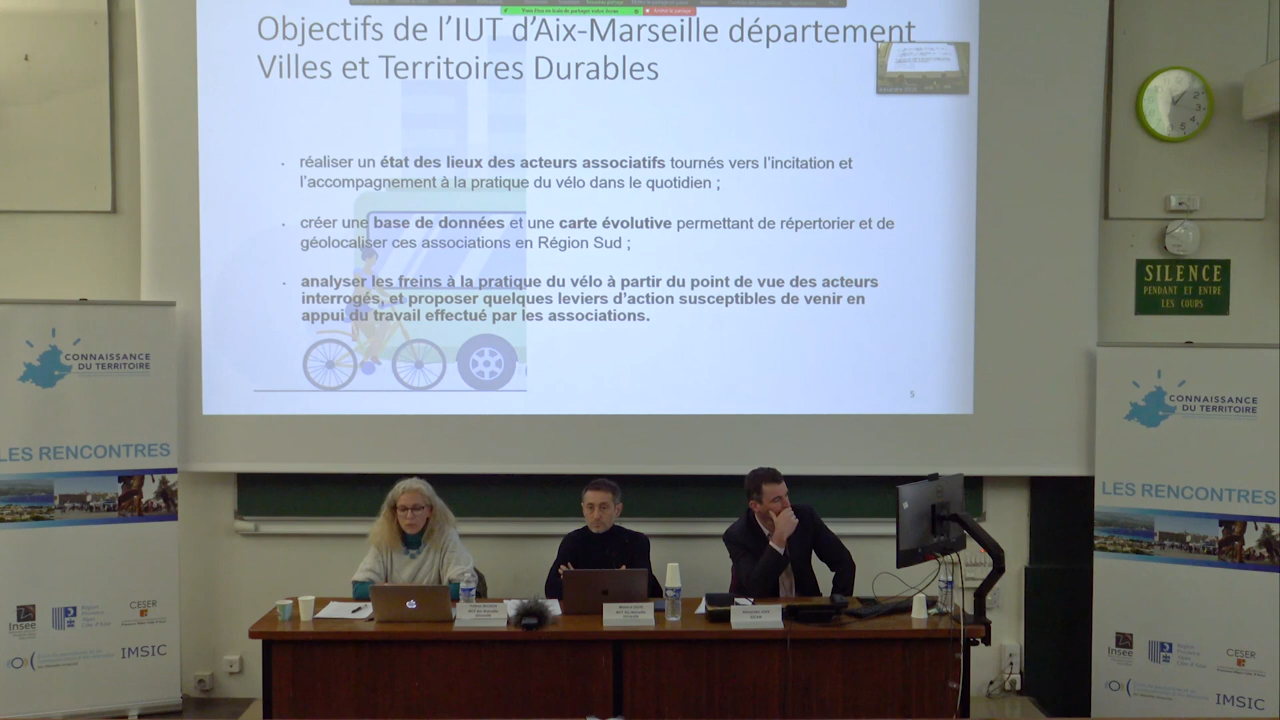 Objectifs de l’IUT d’Aix-Marseille département
Villes et Territoires Durables
réaliser un état des lieux des acteurs associatifs tournés vers l’incitation et
l’accompagnement à la pratique du vélo dans le quotidien ;
créer une base de données et une carte évolutive permettant de répertorier et de
géolocaliser ces associations en Région Sud ;
analyser les freins à la pratique du vélo à partir du point de vue des acteurs
interrogés, et proposer quelques leviers d’action susceptibles de venir en
appui du travail effectué par les associations.
5
SILENCE
PENDANT ET ENTRE
LES COURS
CONNAISSANCE
DU TERRITOIRE
LES RENCONTRES
Insee
CESER
IMSIC
CONNAISSANCE
DU TERRITOIRE
LES RENCONTRES
Insee
CESER
IMSIC